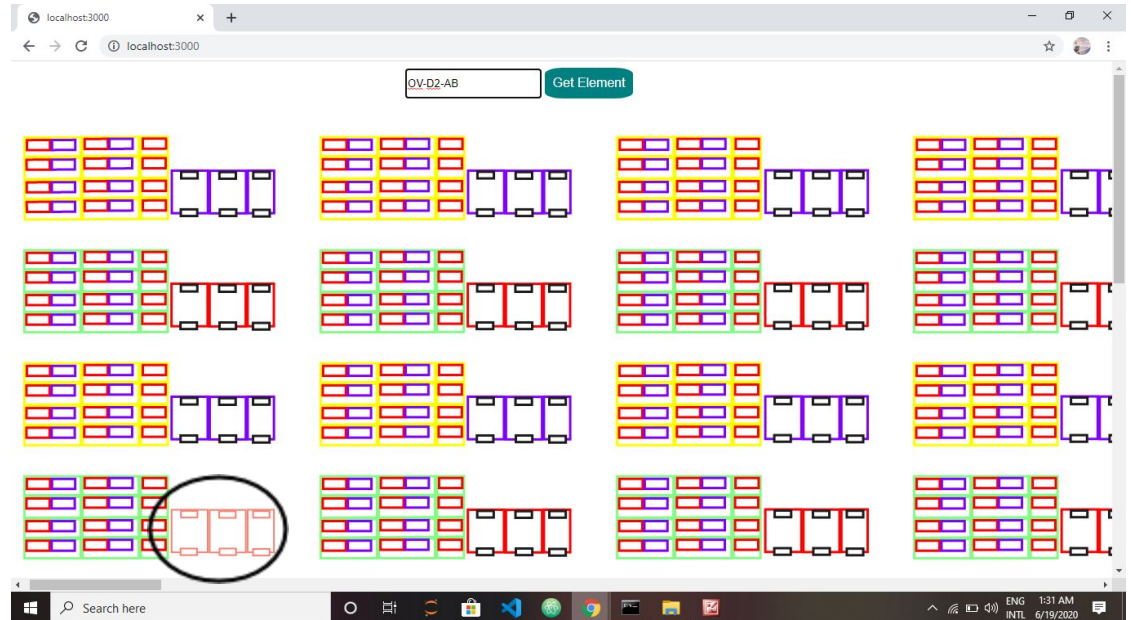 localhost:3000
localhost:3000
OV-D2-AB
Get Element
Search here
ENG
1:31 AM
INTL
6/19/2020